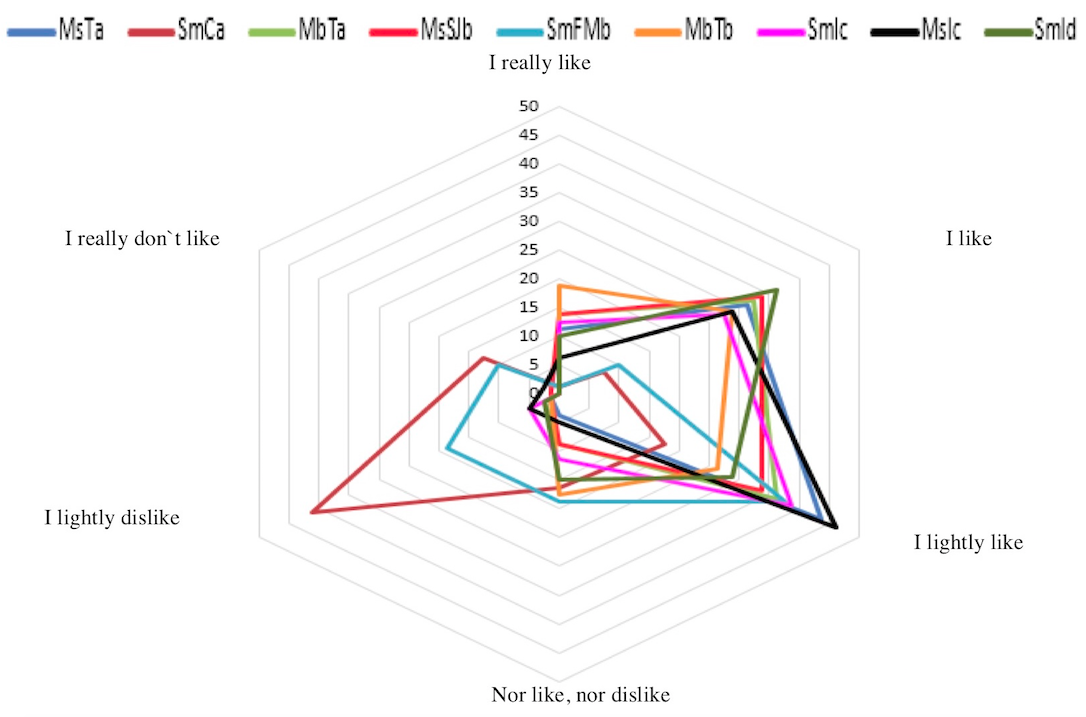 MsTa SmCa MbTa MsSJb SmFMb MbTb SmIc MsIc SmId
I really like
50
45
40
35
30
25
20
15
10
5
0
I really don`t like
I like
I lightly dislike
I lightly like
Nor like, nor dislike